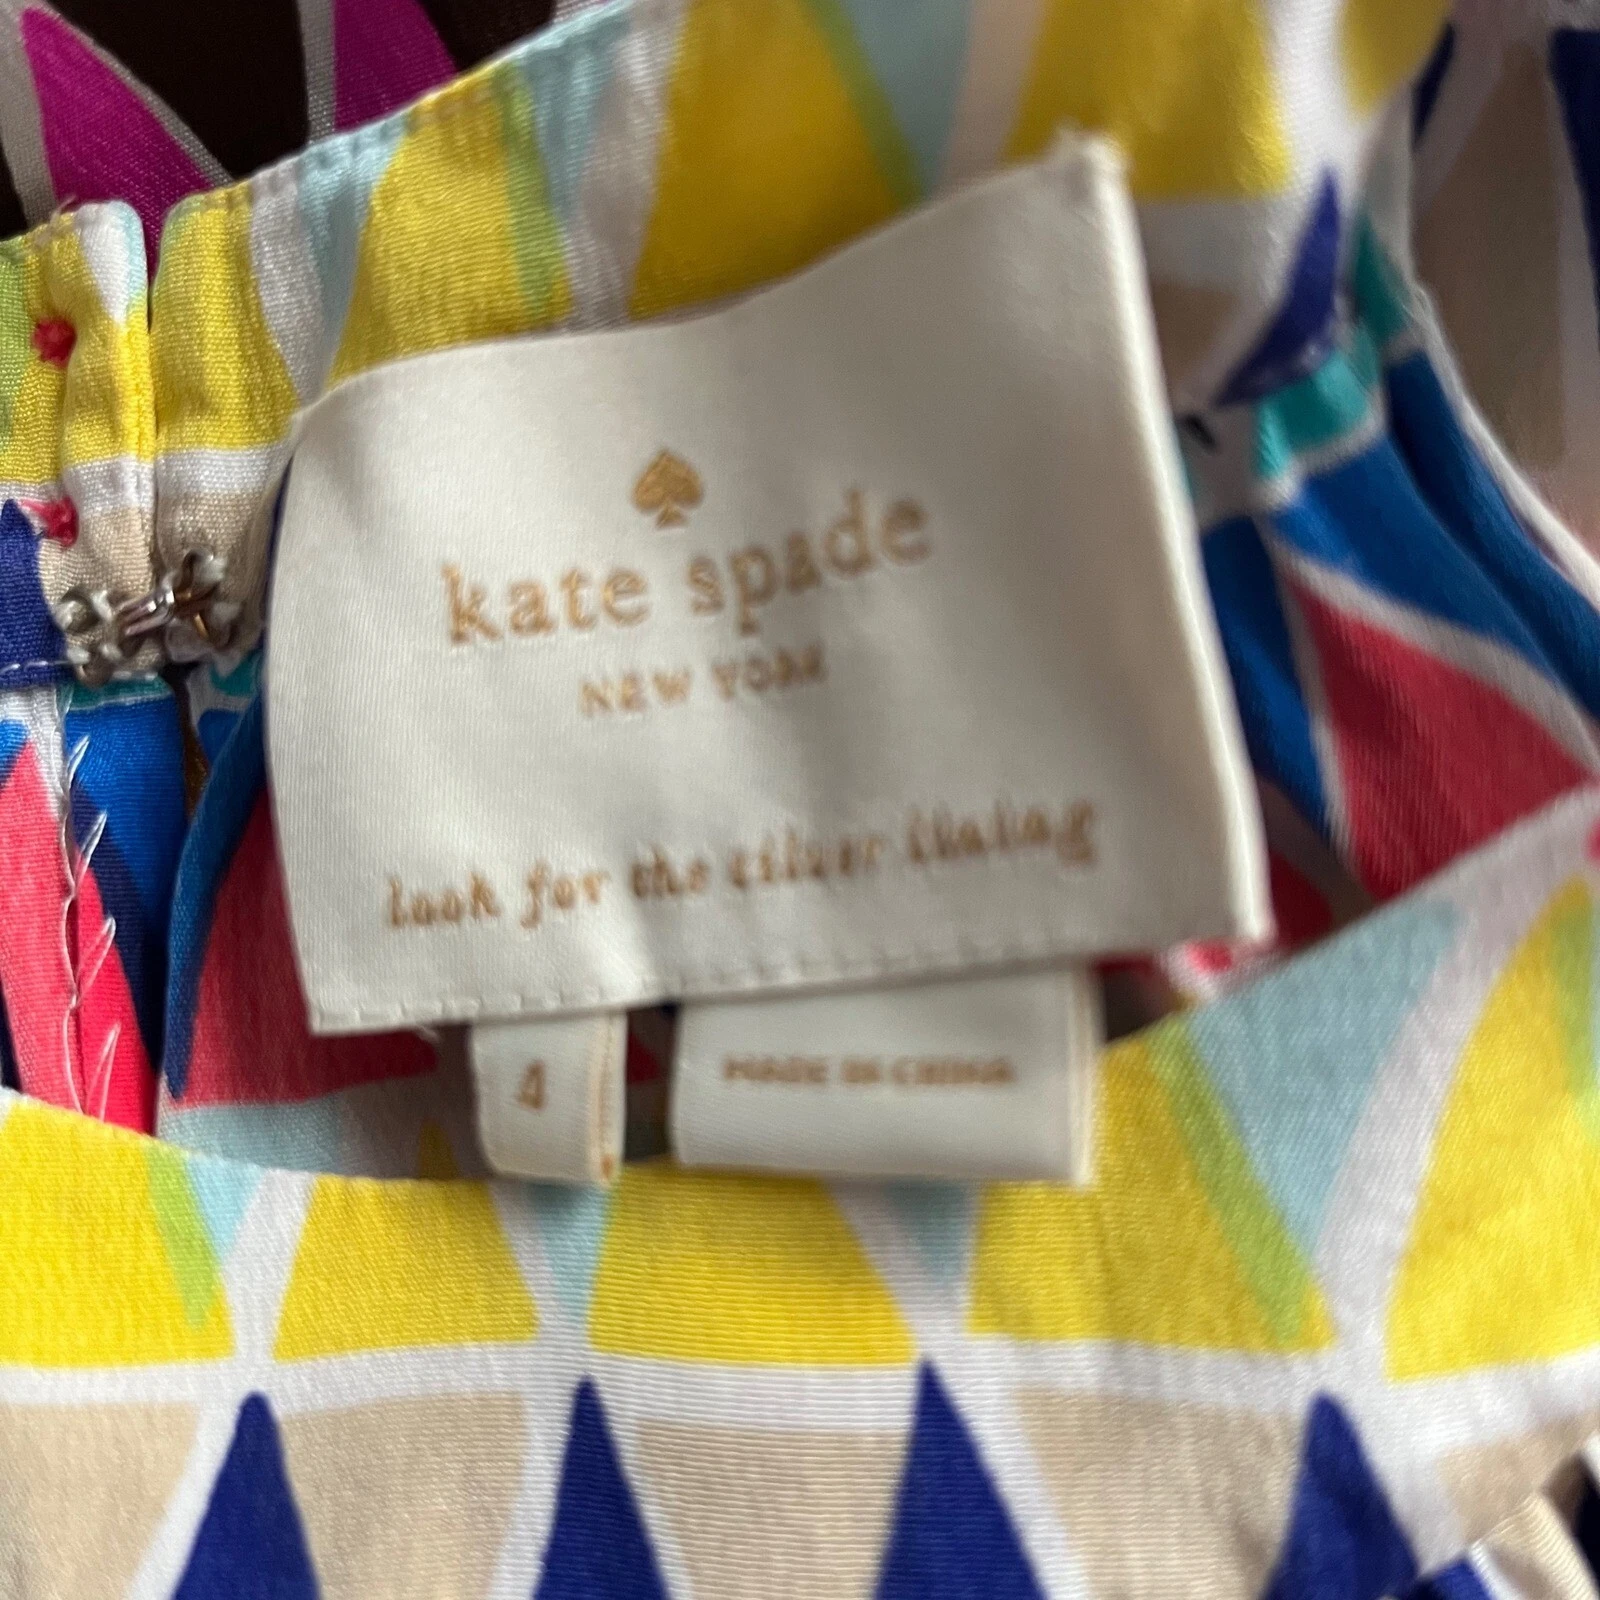 kate spade
NEW YORK
look for the silver lining
4
MADE IN CHINA